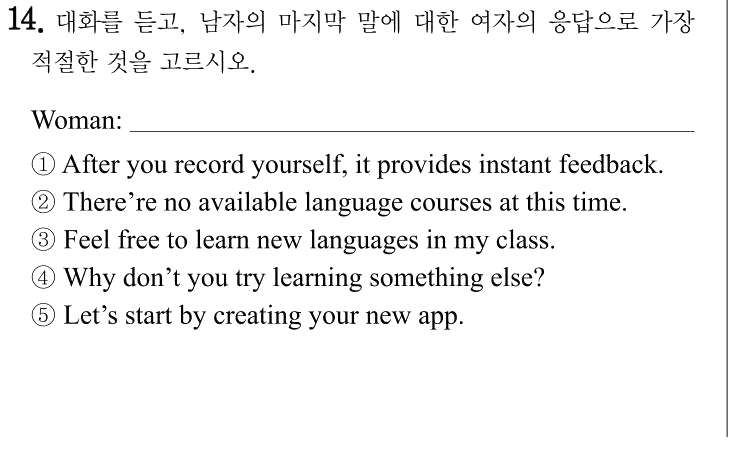 14. 대화를 듣고, 남자의 마지막 말에 대한 여자의 응답으로 가장
적절한 것을 고르시오.
Woman:
① After you record yourself, it provides instant feedback.
② There’re no available language courses at this time.
③ Feel free to learn new languages in my class.
④ Why don’t you try learning something else?
⑤ Let’s start by creating your new app.